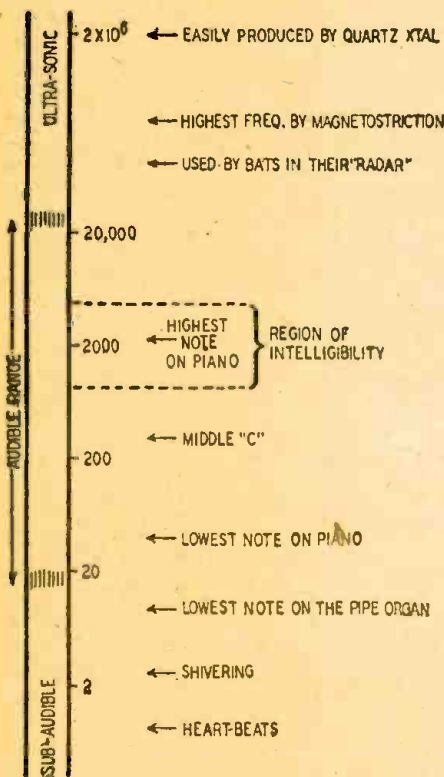 ULTRA-SONIC
2X10⁶
EASILY PRODUCED BY QUARTZ XTAL
HIGHEST FREQ. BY MAGNETOSTRICTION
USED BY BATS IN THEIR "RADAR"
20,000
AUDIBLE RANGE
HIGHEST
NOTE
ON PIANO
REGION OF
INTELLIGIBILITY
2000
MIDDLE "C"
200
LOWEST NOTE ON PIANO
20
LOWEST NOTE ON THE PIPE ORGAN
SHIVERING
2
HEART-BEATS
SUB-AUDIBLE